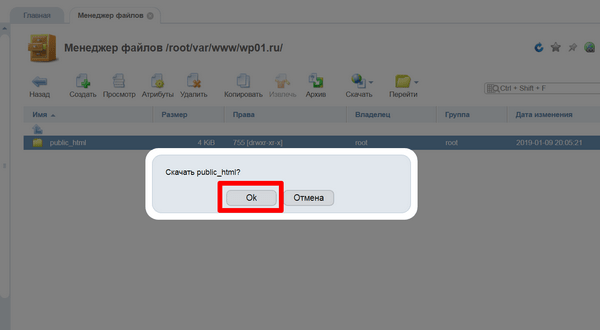 Главная Менеджер файлов
Менеджер файлов /root/var/www/wp01.ru/
Назад Создать Просмотр Атрибуты Удалить Копировать Извлечь Архив Скачать Перейти Ctrl + Shift + F
Имя Размер Права Владелец Группа Дата изменения
public_html 4 KiB 755 [drwxr-xr-x] root root 2019-01-09 20:05:21
Скачать public_html?
Ok Отмена